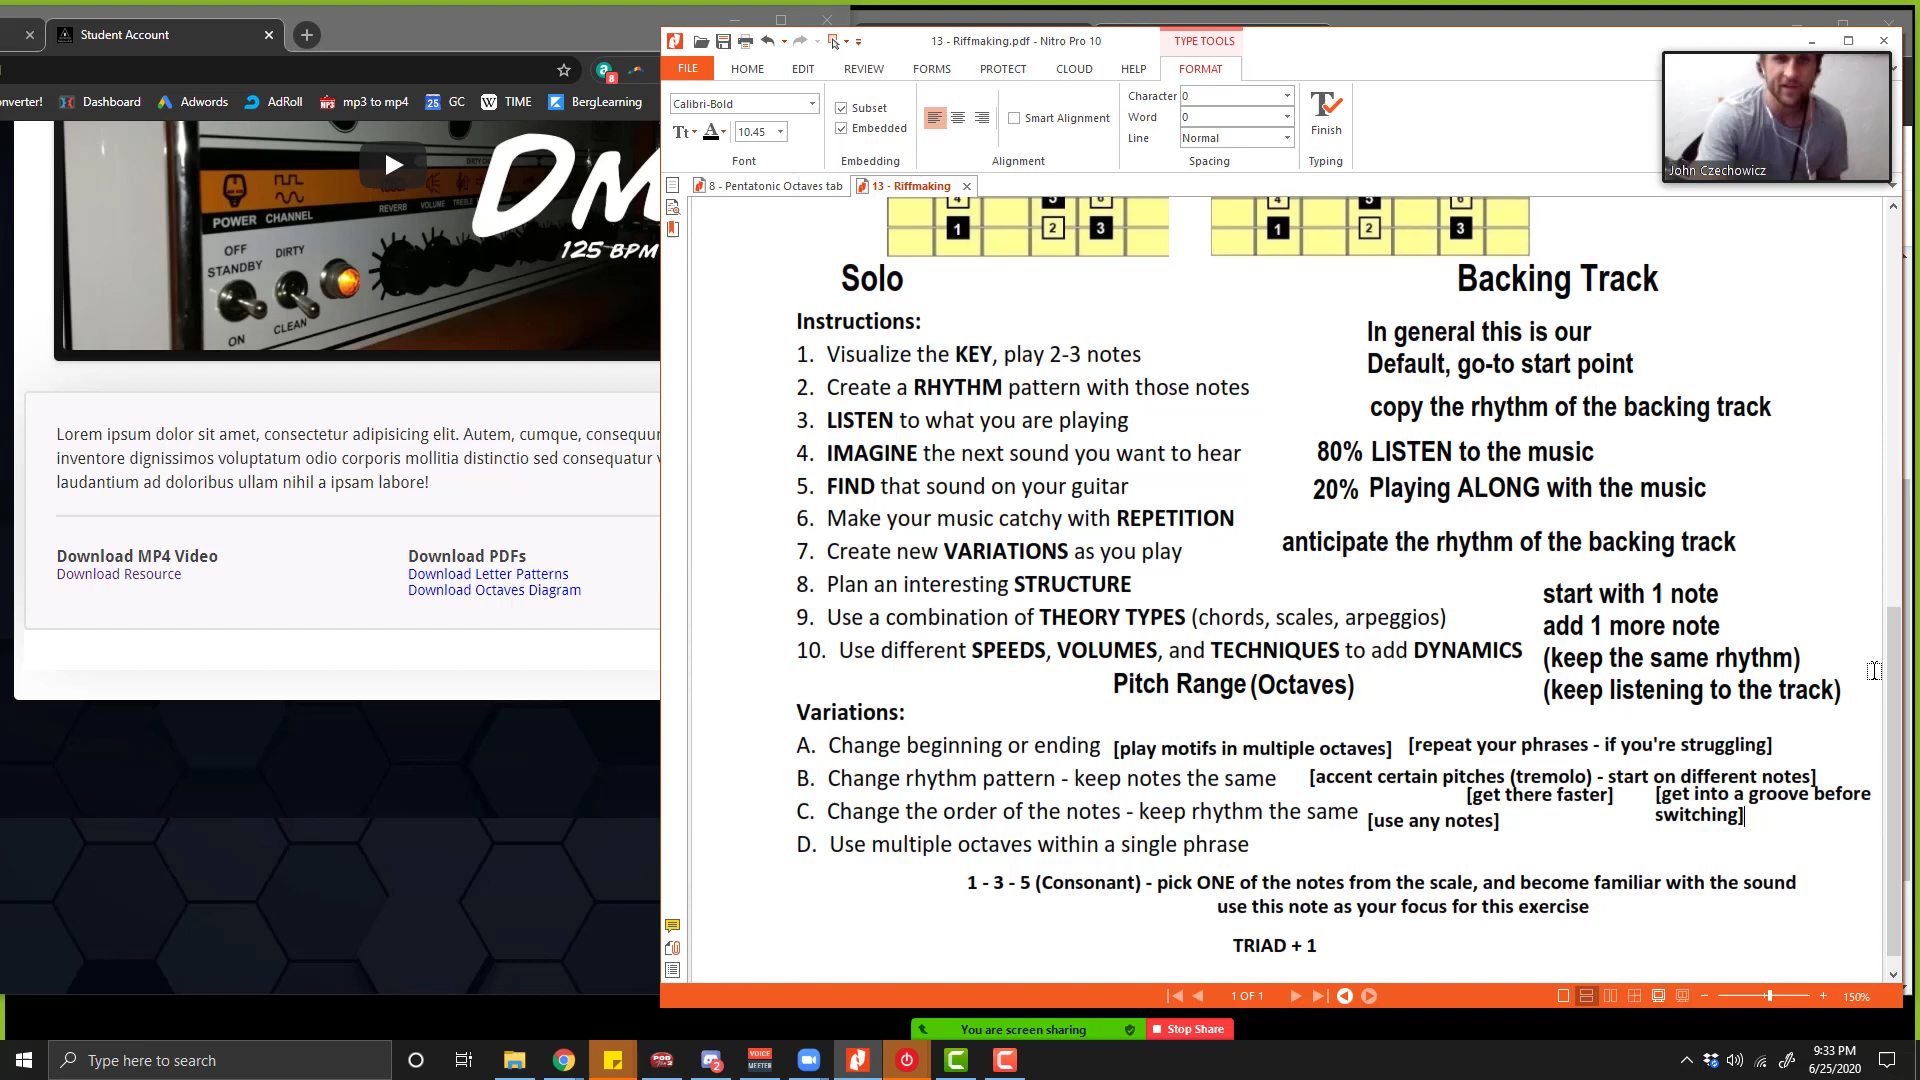 Student Account
13 - Riffmaking.pdf - Nitro Pro 10
TYPE TOOLS
FILE
HOME
EDIT
REVIEW
FORMS
PROTECT
CLOUD
HELP
FORMAT
Calibri-Bold
10.45
Font
Subset
Embedded
Embedding
Smart Alignment
Alignment
Character 0
Word 0
Line Normal
Spacing
Finish
Typing
John Czechowicz
8
onverter!
Dashboard
Adwords
AdRoll
mp3 to mp4
25 GC
W TIME
BergLearning
8 - Pentatonic Octaves tab
13 - Riffmaking
POWER CHANNEL
REVERB VOLUME TREBLE
OFF
STANDBY
DIRTY
ON
CLEAN
DM
125 BPM
1 2 3
1 2 3
Solo
Backing Track
Instructions:
1. Visualize the KEY, play 2-3 notes
2. Create a RHYTHM pattern with those notes
3. LISTEN to what you are playing
4. IMAGINE the next sound you want to hear
5. FIND that sound on your guitar
6. Make your music catchy with REPETITION
7. Create new VARIATIONS as you play
8. Plan an interesting STRUCTURE
9. Use a combination of THEORY TYPES (chords, scales, arpeggios)
10. Use different SPEEDS, VOLUMES, and TECHNIQUES to add DYNAMICS
Pitch Range (Octaves)
In general this is our
Default, go-to start point
copy the rhythm of the backing track
80% LISTEN to the music
20% Playing ALONG with the music
anticipate the rhythm of the backing track
start with 1 note
add 1 more note
(keep the same rhythm)
(keep listening to the track)
Variations:
A. Change beginning or ending [play motifs in multiple octaves] [repeat your phrases - if you're struggling]
B. Change rhythm pattern - keep notes the same [accent certain pitches (tremolo) - start on different notes]
[get there faster] [get into a groove before
switching]
C. Change the order of the notes - keep rhythm the same [use any notes]
D. Use multiple octaves within a single phrase
1 - 3 - 5 (Consonant) - pick ONE of the notes from the scale, and become familiar with the sound
use this note as your focus for this exercise
TRIAD + 1
Lorem ipsum dolor sit amet, consectetur adipisicing elit. Autem, cumque,
inventore dignissimos voluptatum odio corporis mollitia distinctio sed consequatur
laudantium ad doloribus ullam nihil a ipsam labore!
Download MP4 Video
Download Resource
Download PDFs
Download Letter Patterns
Download Octaves Diagram
1 OF 1
150%
You are screen sharing
Stop Share
Type here to search
VOICE
MEETER
2
9:33 PM
6/25/2020